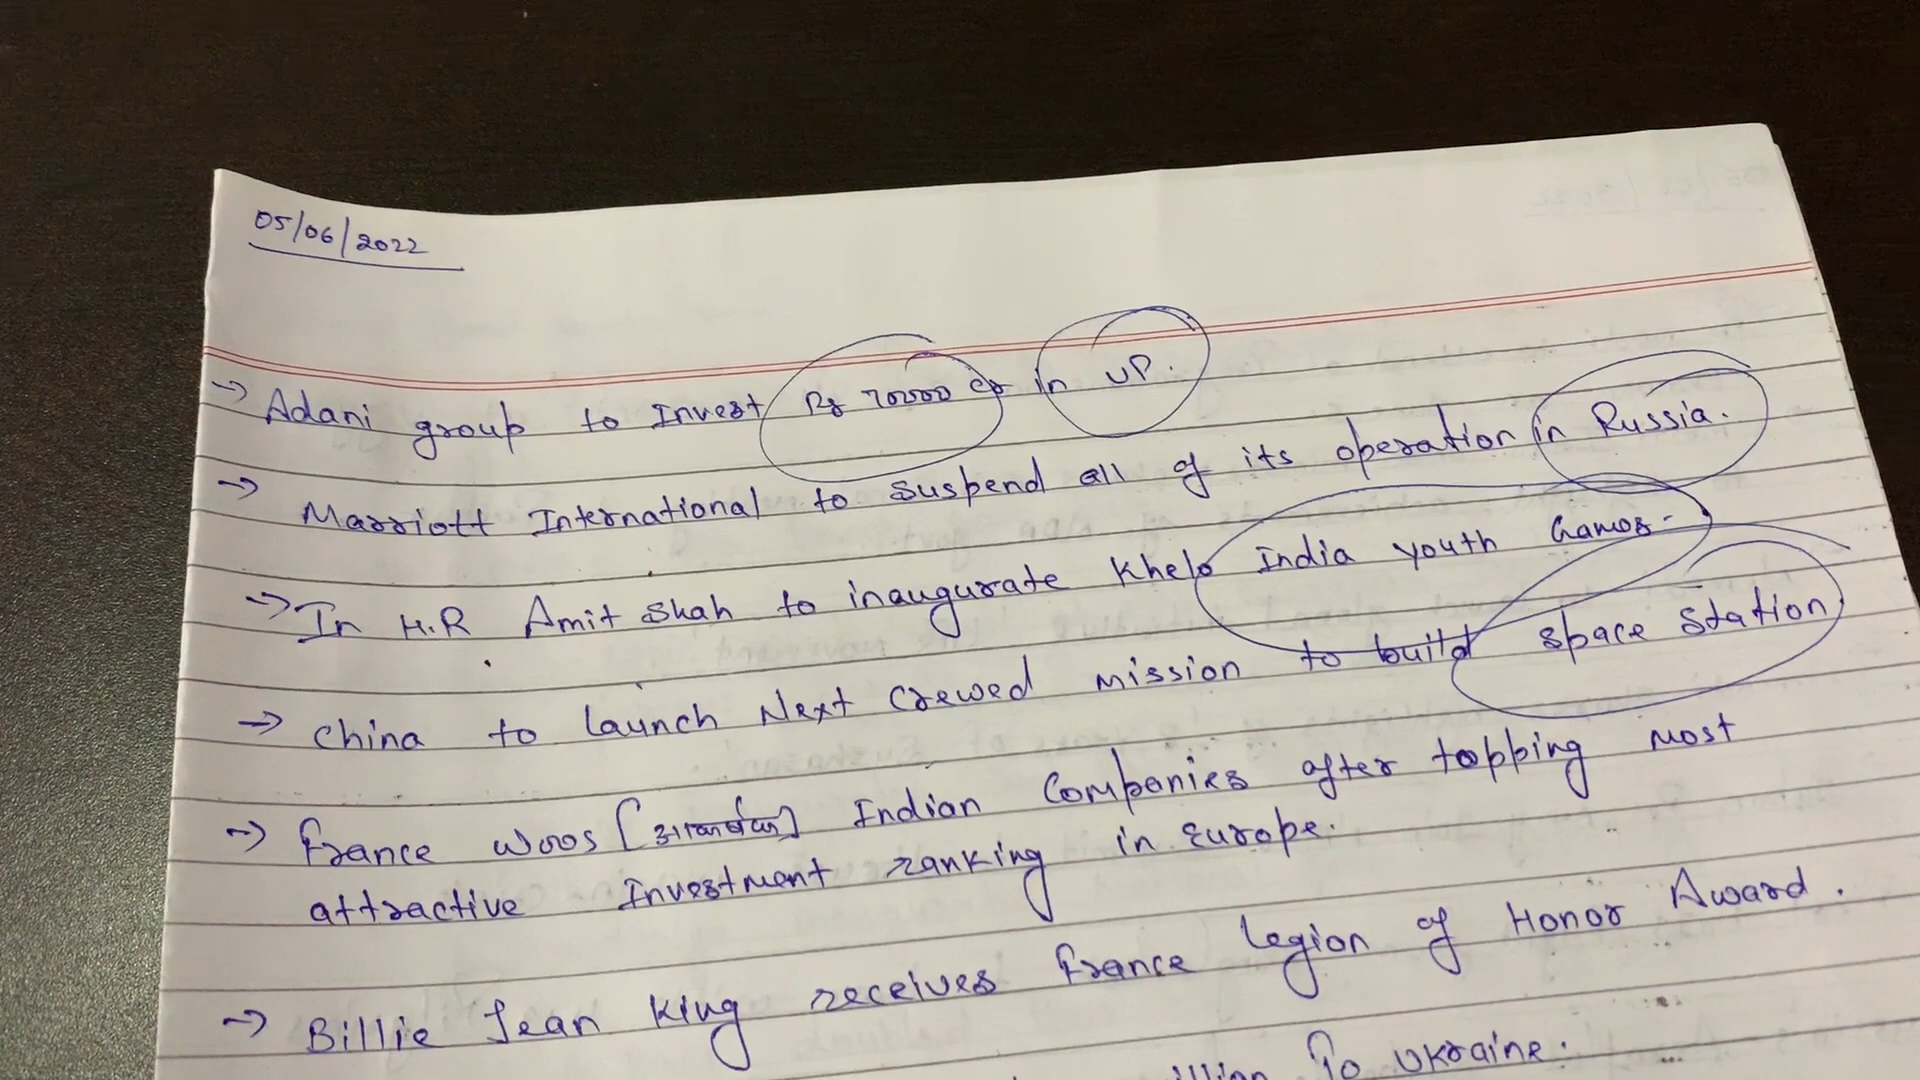 05/06/2022
→ Adani group to Invest Rs 70000 cr in UP.
→ Marriott International to suspend all of its operation in Russia.
→ In H.R Amit Shah to inaugurate Khelo India youth Games.
→ China to launch Next Crewed mission to build space station
→ France woos [आकर्षक] Indian Companies after topping most
attractive Investment ranking in Europe.
→ Billie Jean King receives France Legion of Honor Award.
To Ukraine.